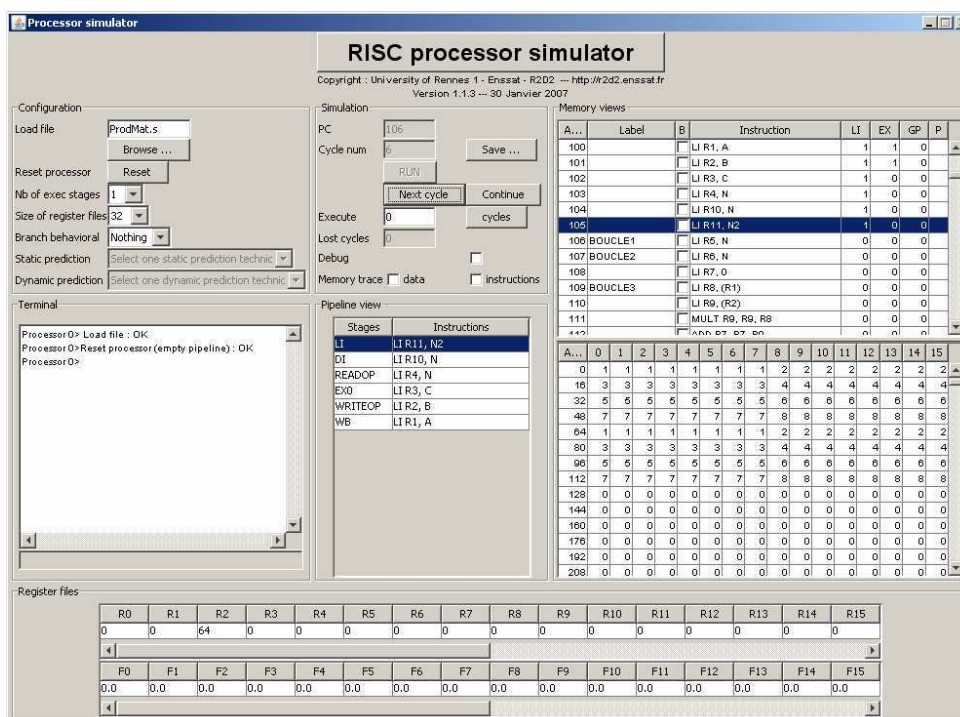 Processor simulator
RISC processor simulator
Copyright : University of Rennes 1 - Enssat - R2D2 --- http://r2d2.enssat.fr
Version 1.1.3 --- 30 Janvier 2007
Configuration
Load file ProdMat.s
Browse ...
Reset processor Reset
Nb of exec stages 1
Size of register files 32
Branch behavioral Nothing
Static prediction Select one static prediction technic
Dynamic prediction Select one dynamic prediction technic
Simulation
PC 106
Cycle num 6 Save ...
RUN
Next cycle Continue
Execute 0 cycles
Lost cycles 0
Debug
Memory trace data instructions
Memory views
A... Label B Instruction LI EX GP P
100 LI R1, A 1 1 0
101 LI R2, B 1 1 0
102 LI R3, C 1 0 0
103 LI R4, N 1 0 0
104 LI R10, N 1 0 0
105 LI R11, N2 1 0 0
106 BOUCLE1 LI R5, N 0 0 0
107 BOUCLE2 LI R6, N 0 0 0
108 LI R7, 0 0 0 0
109 BOUCLE3 LI R8, (R1) 0 0 0
110 LI R9, (R2) 0 0 0
111 MULT R9, R9, R8 0 0 0
Terminal
Processor0> Load file : OK
Processor0>Reset processor (empty pipeline) : OK
Processor0>
Pipeline view
Stages Instructions
LI LI R11, N2
DI LI R10, N
READOP LI R4, N
EX0 LI R3, C
WRITEOP LI R2, B
WB LI R1, A
A... 0 1 2 3 4 5 6 7 8 9 10 11 12 13 14 15
0 1 1 1 1 1 1 1 1 2 2 2 2 2 2 2 2
16 3 3 3 3 3 3 3 3 4 4 4 4 4 4 4 4
32 5 5 5 5 5 5 5 5 6 6 6 6 6 6 6 6
48 7 7 7 7 7 7 7 7 8 8 8 8 8 8 8 8
64 1 1 1 1 1 1 1 1 2 2 2 2 2 2 2 2
80 3 3 3 3 3 3 3 3 4 4 4 4 4 4 4 4
96 5 5 5 5 5 5 5 5 6 6 6 6 6 6 6 6
112 7 7 7 7 7 7 7 7 8 8 8 8 8 8 8 8
128 0 0 0 0 0 0 0 0 0 0 0 0 0 0 0 0
144 0 0 0 0 0 0 0 0 0 0 0 0 0 0 0 0
160 0 0 0 0 0 0 0 0 0 0 0 0 0 0 0 0
176 0 0 0 0 0 0 0 0 0 0 0 0 0 0 0 0
192 0 0 0 0 0 0 0 0 0 0 0 0 0 0 0 0
208 0 0 0 0 0 0 0 0 0 0 0 0 0 0 0 0
Register files
R0 R1 R2 R3 R4 R5 R6 R7 R8 R9 R10 R11 R12 R13 R14 R15
0 0 64 0 0 0 0 0 0 0 0 0 0 0 0 0
F0 F1 F2 F3 F4 F5 F6 F7 F8 F9 F10 F11 F12 F13 F14 F15
0.0 0.0 0.0 0.0 0.0 0.0 0.0 0.0 0.0 0.0 0.0 0.0 0.0 0.0 0.0 0.0